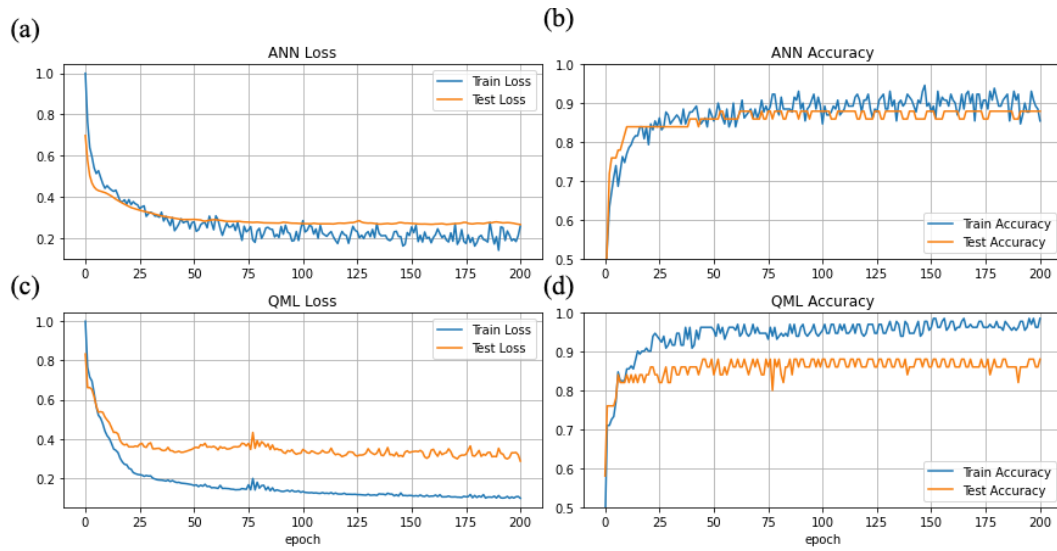 (a)
ANN Loss
1.0
0.8
0.6
0.4
0.2
0 25 50 75 100 125 150 175 200
Train Loss
Test Loss
(b)
ANN Accuracy
1.0
0.9
0.8
0.7
0.6
0.5
0 25 50 75 100 125 150 175 200
Train Accuracy
Test Accuracy
(c)
QML Loss
1.0
0.8
0.6
0.4
0.2
0 25 50 75 100 125 150 175 200
epoch
Train Loss
Test Loss
(d)
QML Accuracy
1.0
0.9
0.8
0.7
0.6
0.5
0 25 50 75 100 125 150 175 200
epoch
Train Accuracy
Test Accuracy